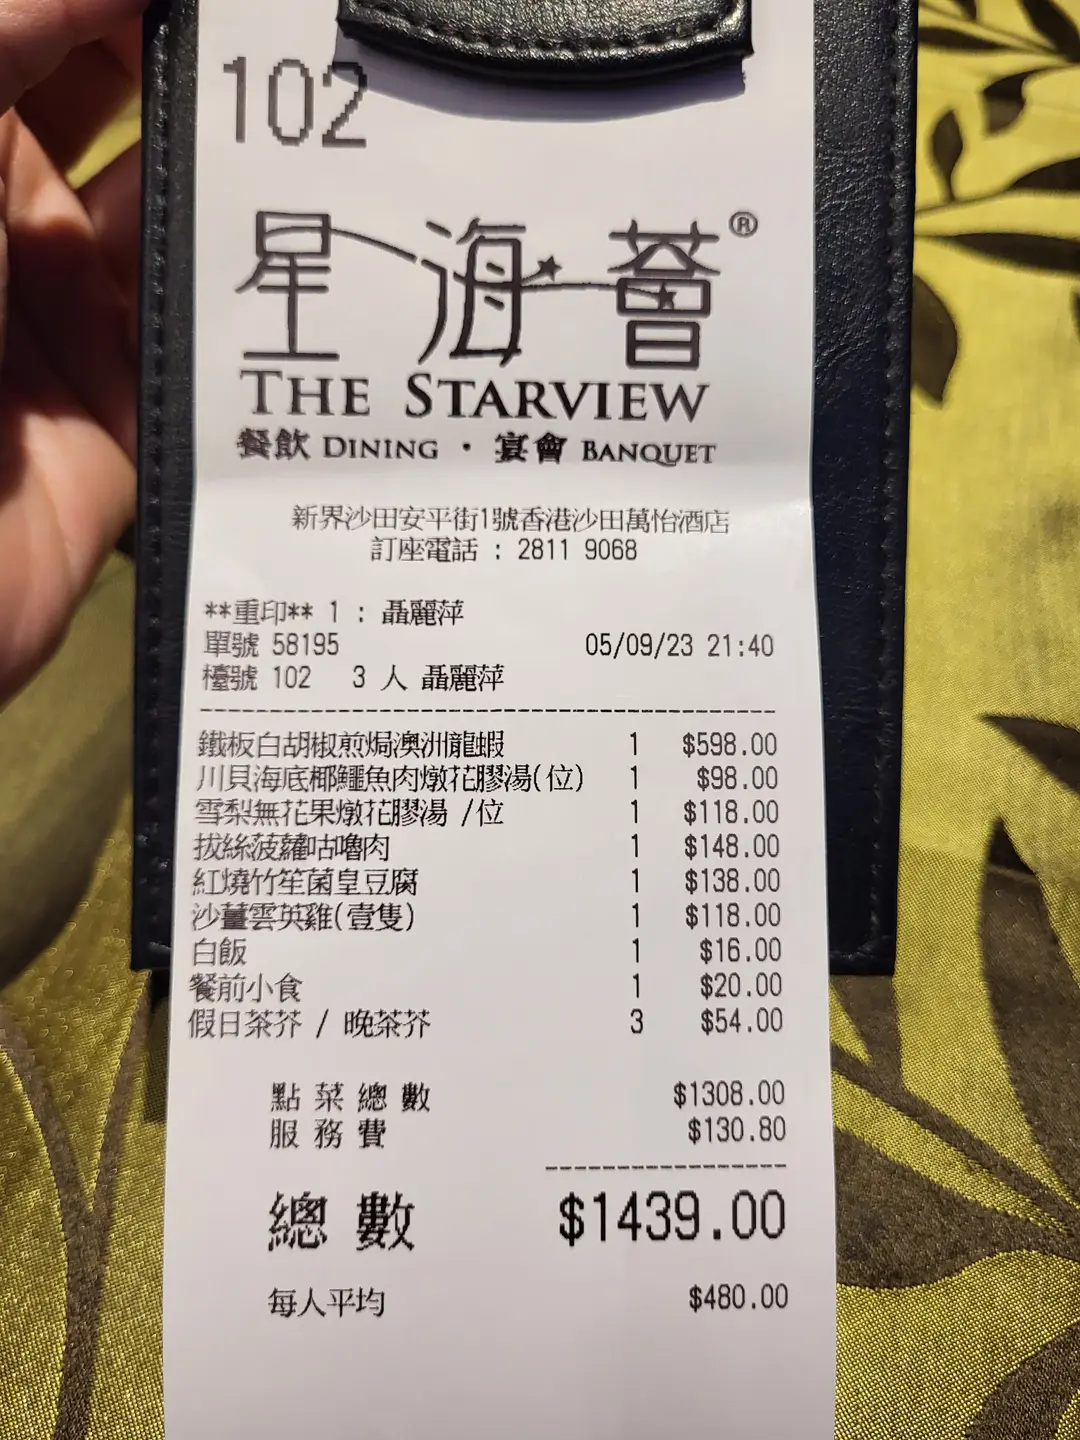 102
星海薈®
THE STARVIEW
餐飲 DINING · 宴會 BANQUET
新界沙田安平街1號香港沙田萬怡酒店
訂座電話 : 2811 9068
**重印** 1 : 聶麗萍
單號 58195 05/09/23 21:40
檯號 102 3 人 聶麗萍
鐵板白胡椒煎焗澳洲龍蝦 1 $598.00
川貝海底椰鱷魚肉燉花膠湯(位) 1 $98.00
雪梨無花果燉花膠湯 /位 1 $118.00
拔絲菠蘿咕嚕肉 1 $148.00
紅燒竹笙菌皇豆腐 1 $138.00
沙薑雲英雞(壹隻) 1 $118.00
白飯 1 $16.00
餐前小食 1 $20.00
假日茶芥 / 晚茶芥 3 $54.00
點菜總數 $1308.00
服務費 $130.80
總數 $1439.00
每人平均 $480.00